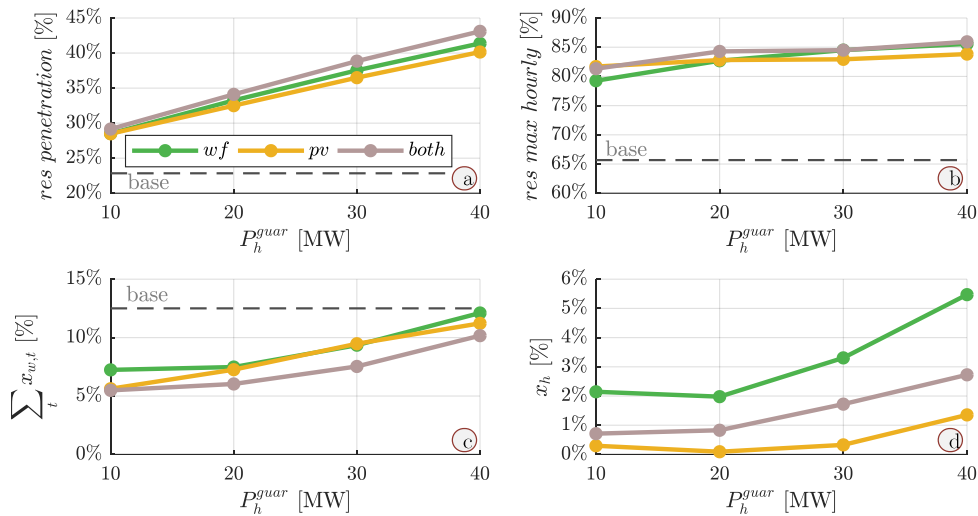 res penetration [%]
45%
40%
35%
30%
25%
20%
wf pv both
base
a
10 20 30 40
P_h^{guar} [MW]
res max hourly [%]
90%
85%
80%
75%
70%
65%
60%
base
b
10 20 30 40
P_h^{guar} [MW]
∑_t x_{w,t} [%]
15%
10%
5%
0%
base
c
10 20 30 40
P_h^{guar} [MW]
x_h [%]
6%
5%
4%
3%
2%
1%
0%
d
10 20 30 40
P_h^{guar} [MW]